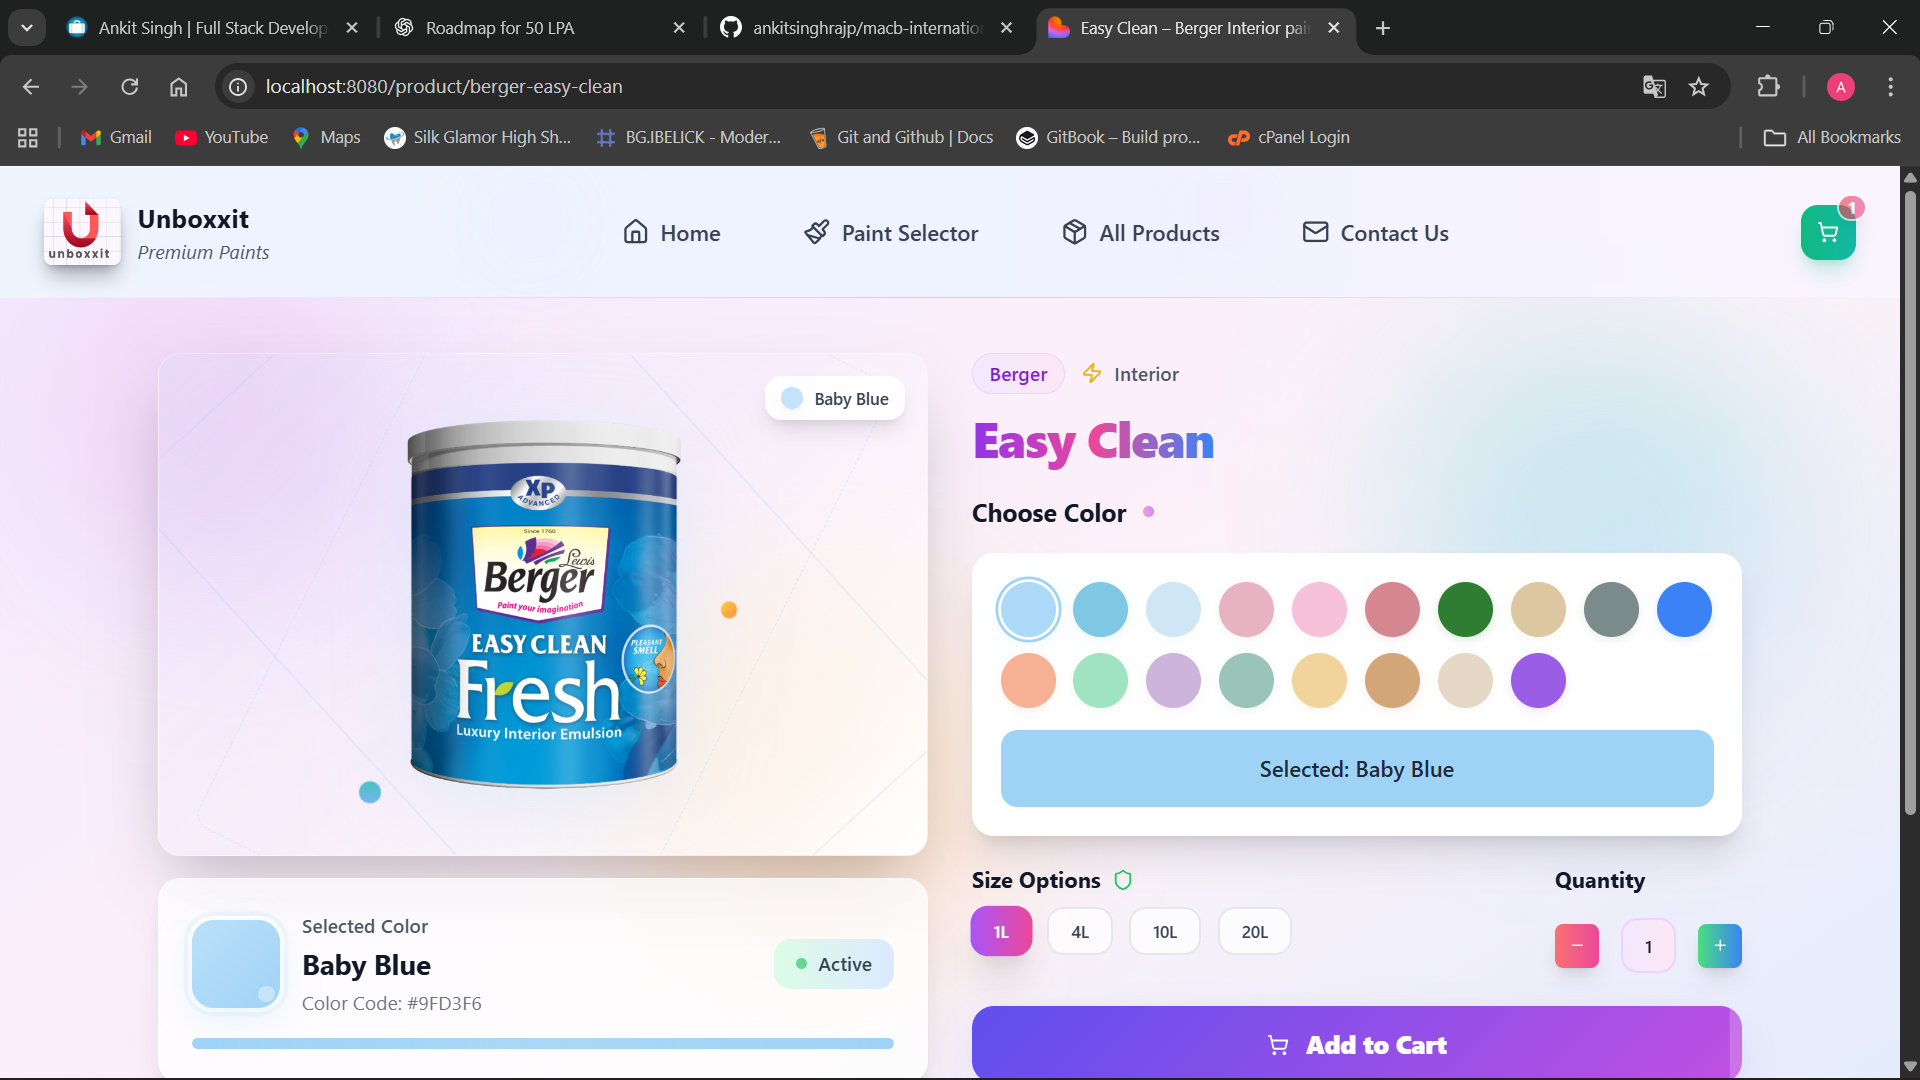 Ankit Singh | Full Stack Develop
Roadmap for 50 LPA
ankitsinghrajp/macb-internatio
Easy Clean – Berger Interior pai
localhost:8080/product/berger-easy-clean
A
Gmail
YouTube
Maps
Silk Glamor High Sh...
BG.IBELICK - Moder...
Git and Github | Docs
GitBook – Build pro...
cPanel Login
All Bookmarks
unboxxit
Unboxxit
Premium Paints
Home
Paint Selector
All Products
Contact Us
1
Baby Blue
XP
ADVANCED
Since 1760
Lewis
Berger
Paint your imagination
EASY CLEAN
PLEASANT
SMELL
Fresh
Luxury Interior Emulsion
Selected Color
Baby Blue
Color Code: #9FD3F6
Active
Berger
Interior
Easy Clean
Choose Color
Selected: Baby Blue
Size Options
1L
4L
10L
20L
Quantity
−
1
+
Add to Cart